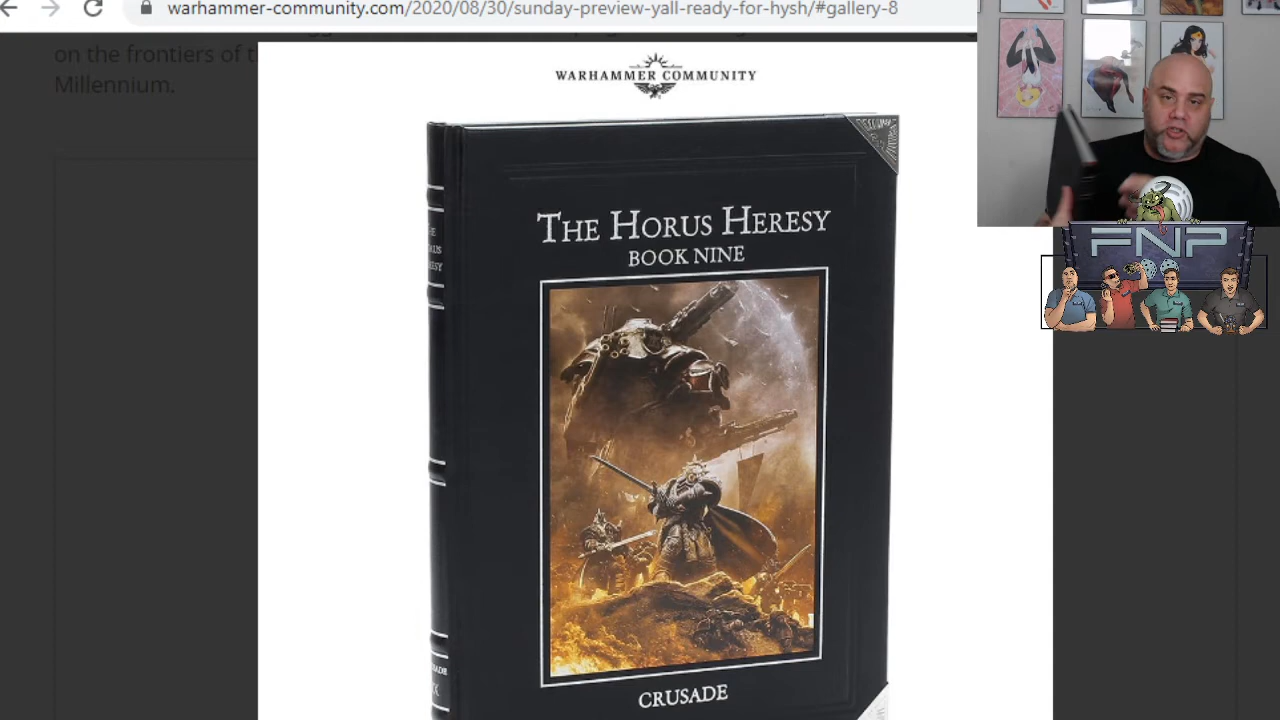 warhammer-community.com/2020/08/30/sunday-preview-yall-ready-for-hysh/#gallery-8
on the frontiers of t
Millennium.
WARHAMMER COMMUNITY
THE HORUS HERESY
BOOK NINE
CRUSADE
FNP